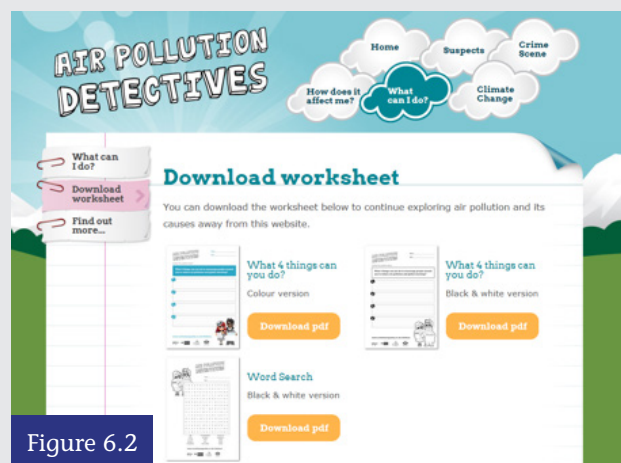 AIR POLLUTION
DETECTIVES
Home
Suspects
Crime
Scene
How does it
affect me?
What
can I do?
Climate
Change
What can
I do?
Download
worksheet
Find out
more...
Download worksheet
You can download the worksheet below to continue exploring air pollution and its
causes away from this website.
What 4 things can
you do?
Colour version
Download pdf
What 4 things can
you do?
Black & white version
Download pdf
Word Search
Black & white version
Download pdf
Figure 6.2